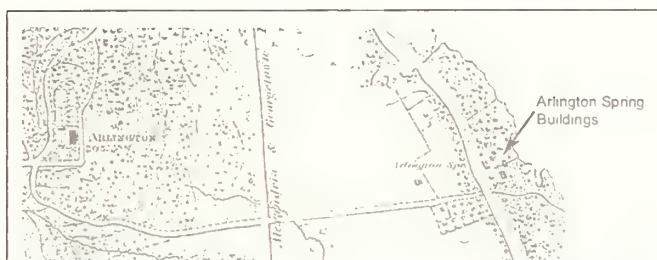 Arlington Spring
Buildings
ARLINGTON
Arlington Spr.
Alexandria & Georgetown